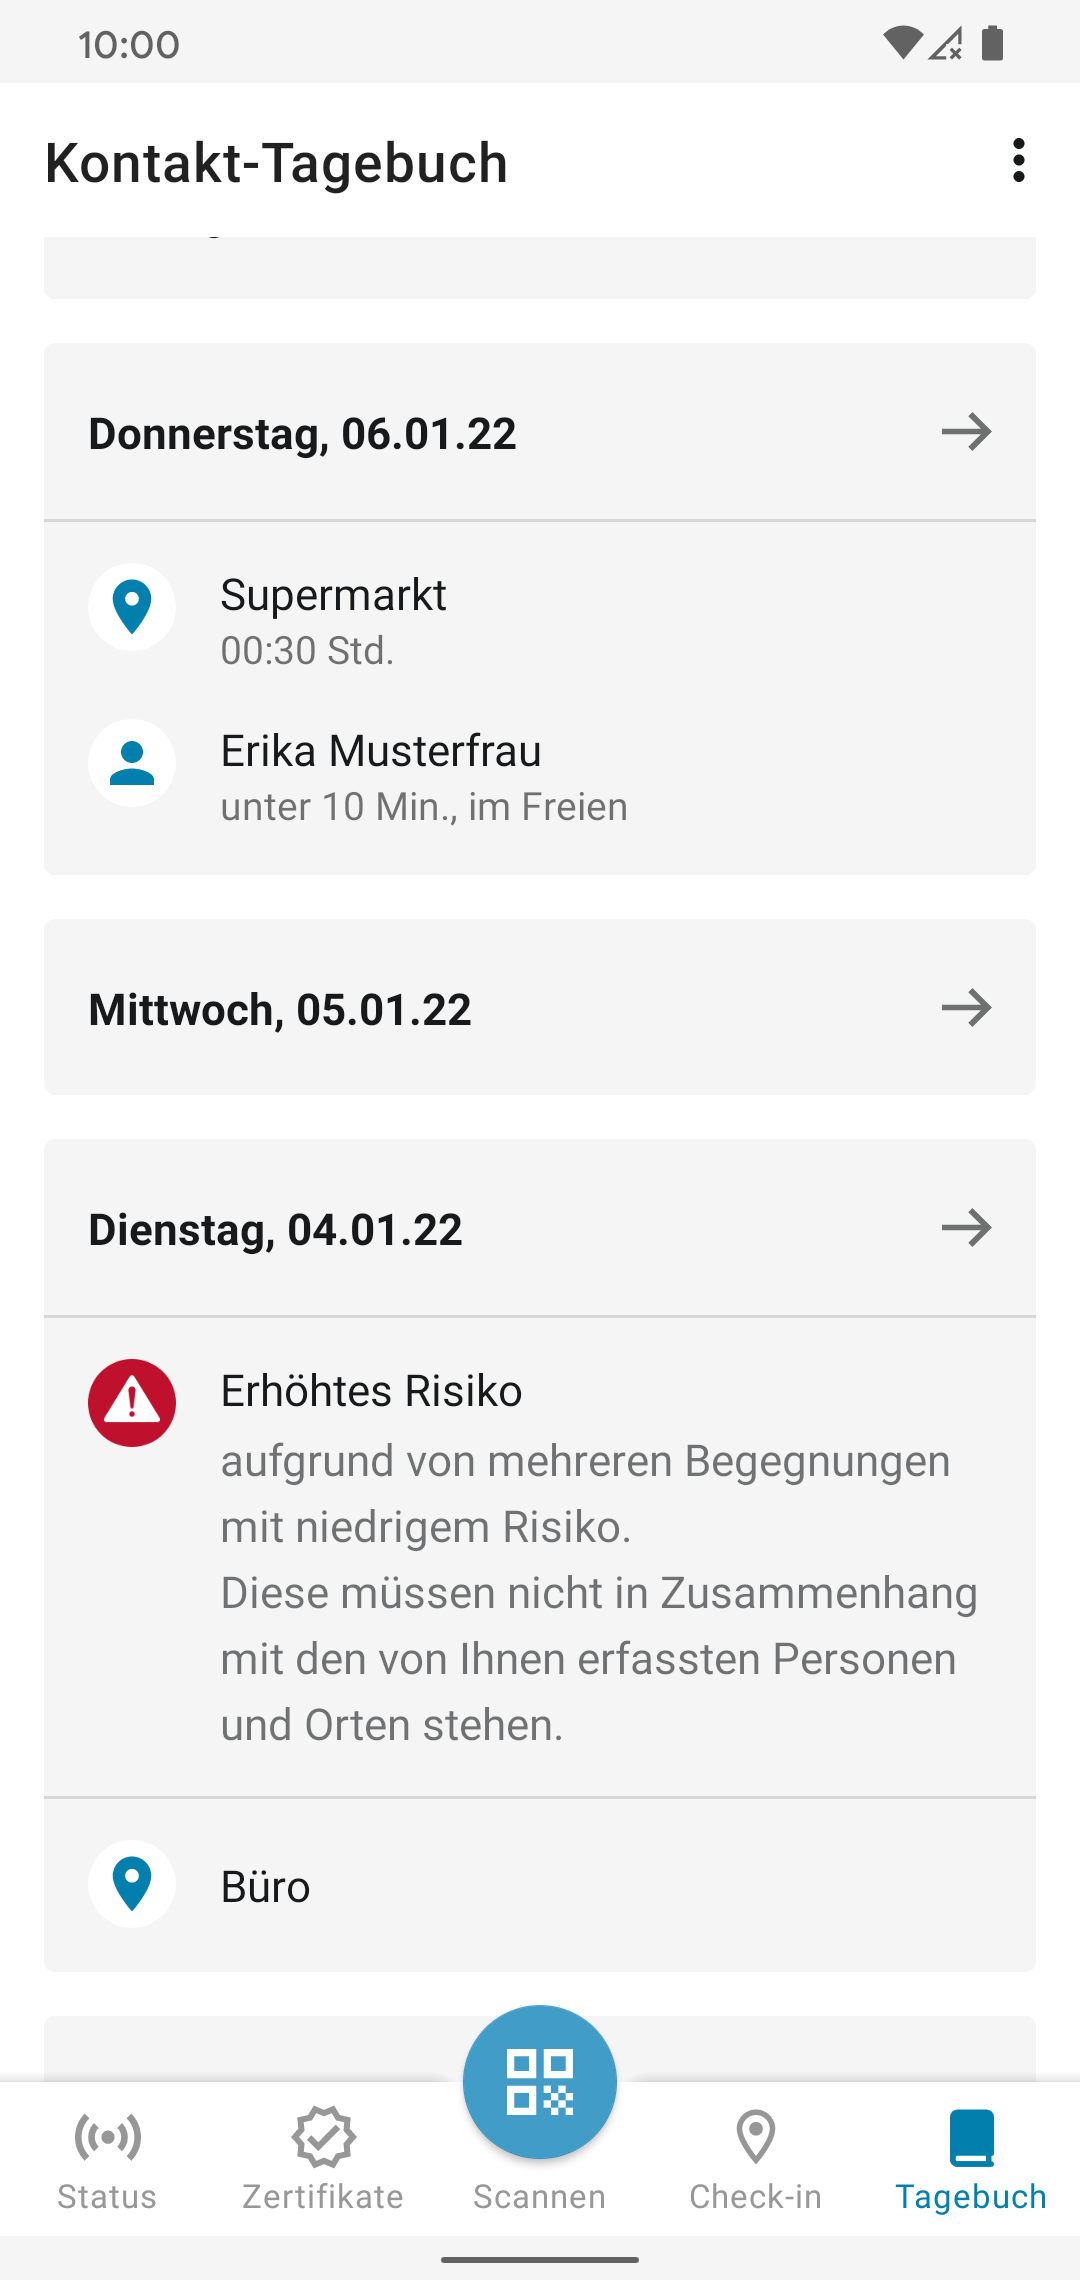 10:00
Kontakt-Tagebuch
Donnerstag, 06.01.22
Supermarkt
00:30 Std.
Erika Musterfrau
unter 10 Min., im Freien
Mittwoch, 05.01.22
Dienstag, 04.01.22
Erhöhtes Risiko
aufgrund von mehreren Begegnungen
mit niedrigem Risiko.
Diese müssen nicht in Zusammenhang
mit den von Ihnen erfassten Personen
und Orten stehen.
Büro
Status
Zertifikate
Scannen
Check-in
Tagebuch